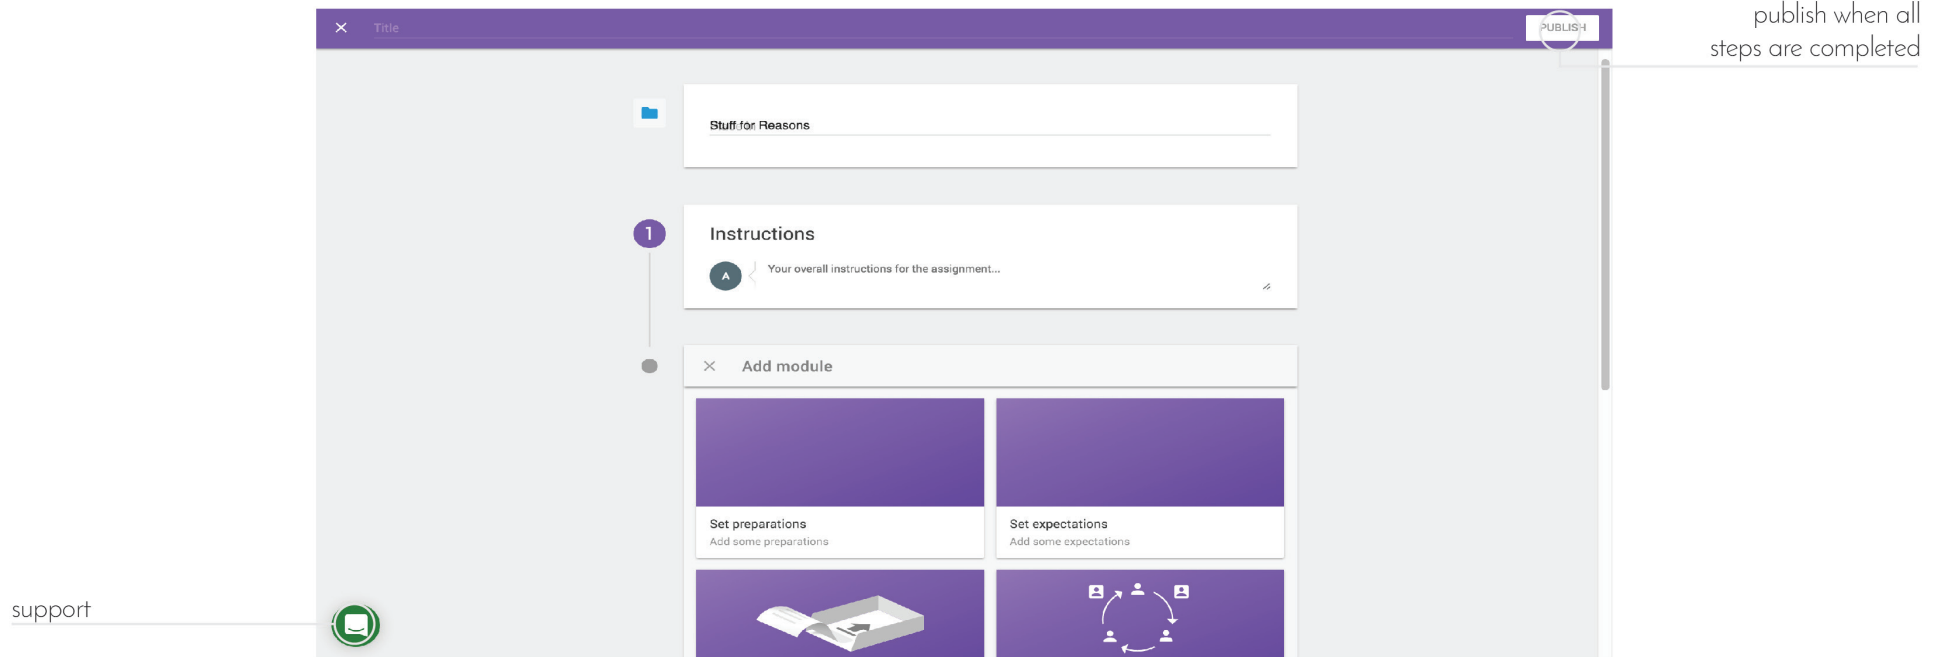 publish when all
steps are completed
Title
PUBLISH
Stuff for Reasons
1
Instructions
A
Your overall instructions for the assignment...
Add module
Set preparations
Add some preparations
Set expectations
Add some expectations
support